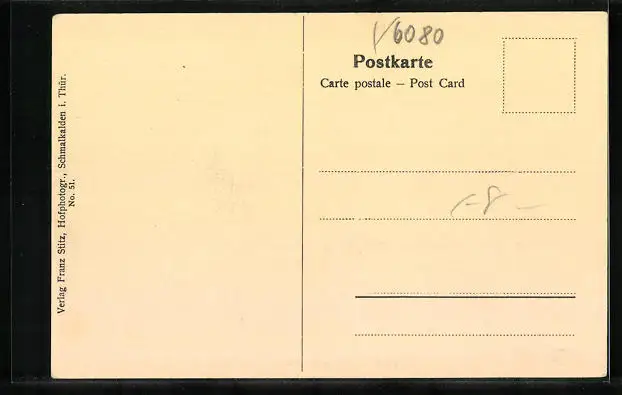 V6080
Postkarte
Carte postale – Post Card
Verlag Franz Stitz, Hofphotogr., Schmalkalden i. Thür.
No. 51.